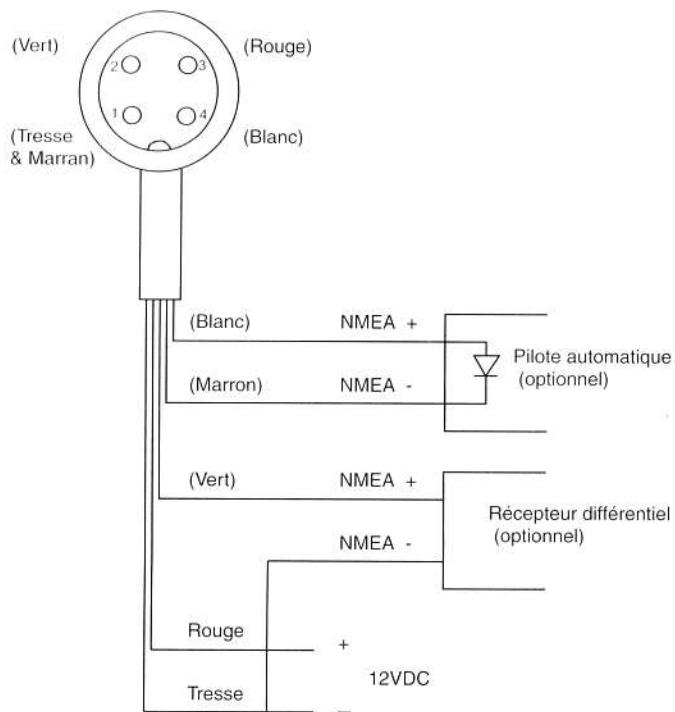 (Vert)
(Rouge)
2
3
1
4
(Tresse
& Marran)
(Blanc)
(Blanc)
NMEA +
Pilote automatique
(optionnel)
(Marron)
NMEA -
(Vert)
NMEA +
Récepteur différentiel
(optionnel)
NMEA -
Rouge
+
12VDC
Tresse
–